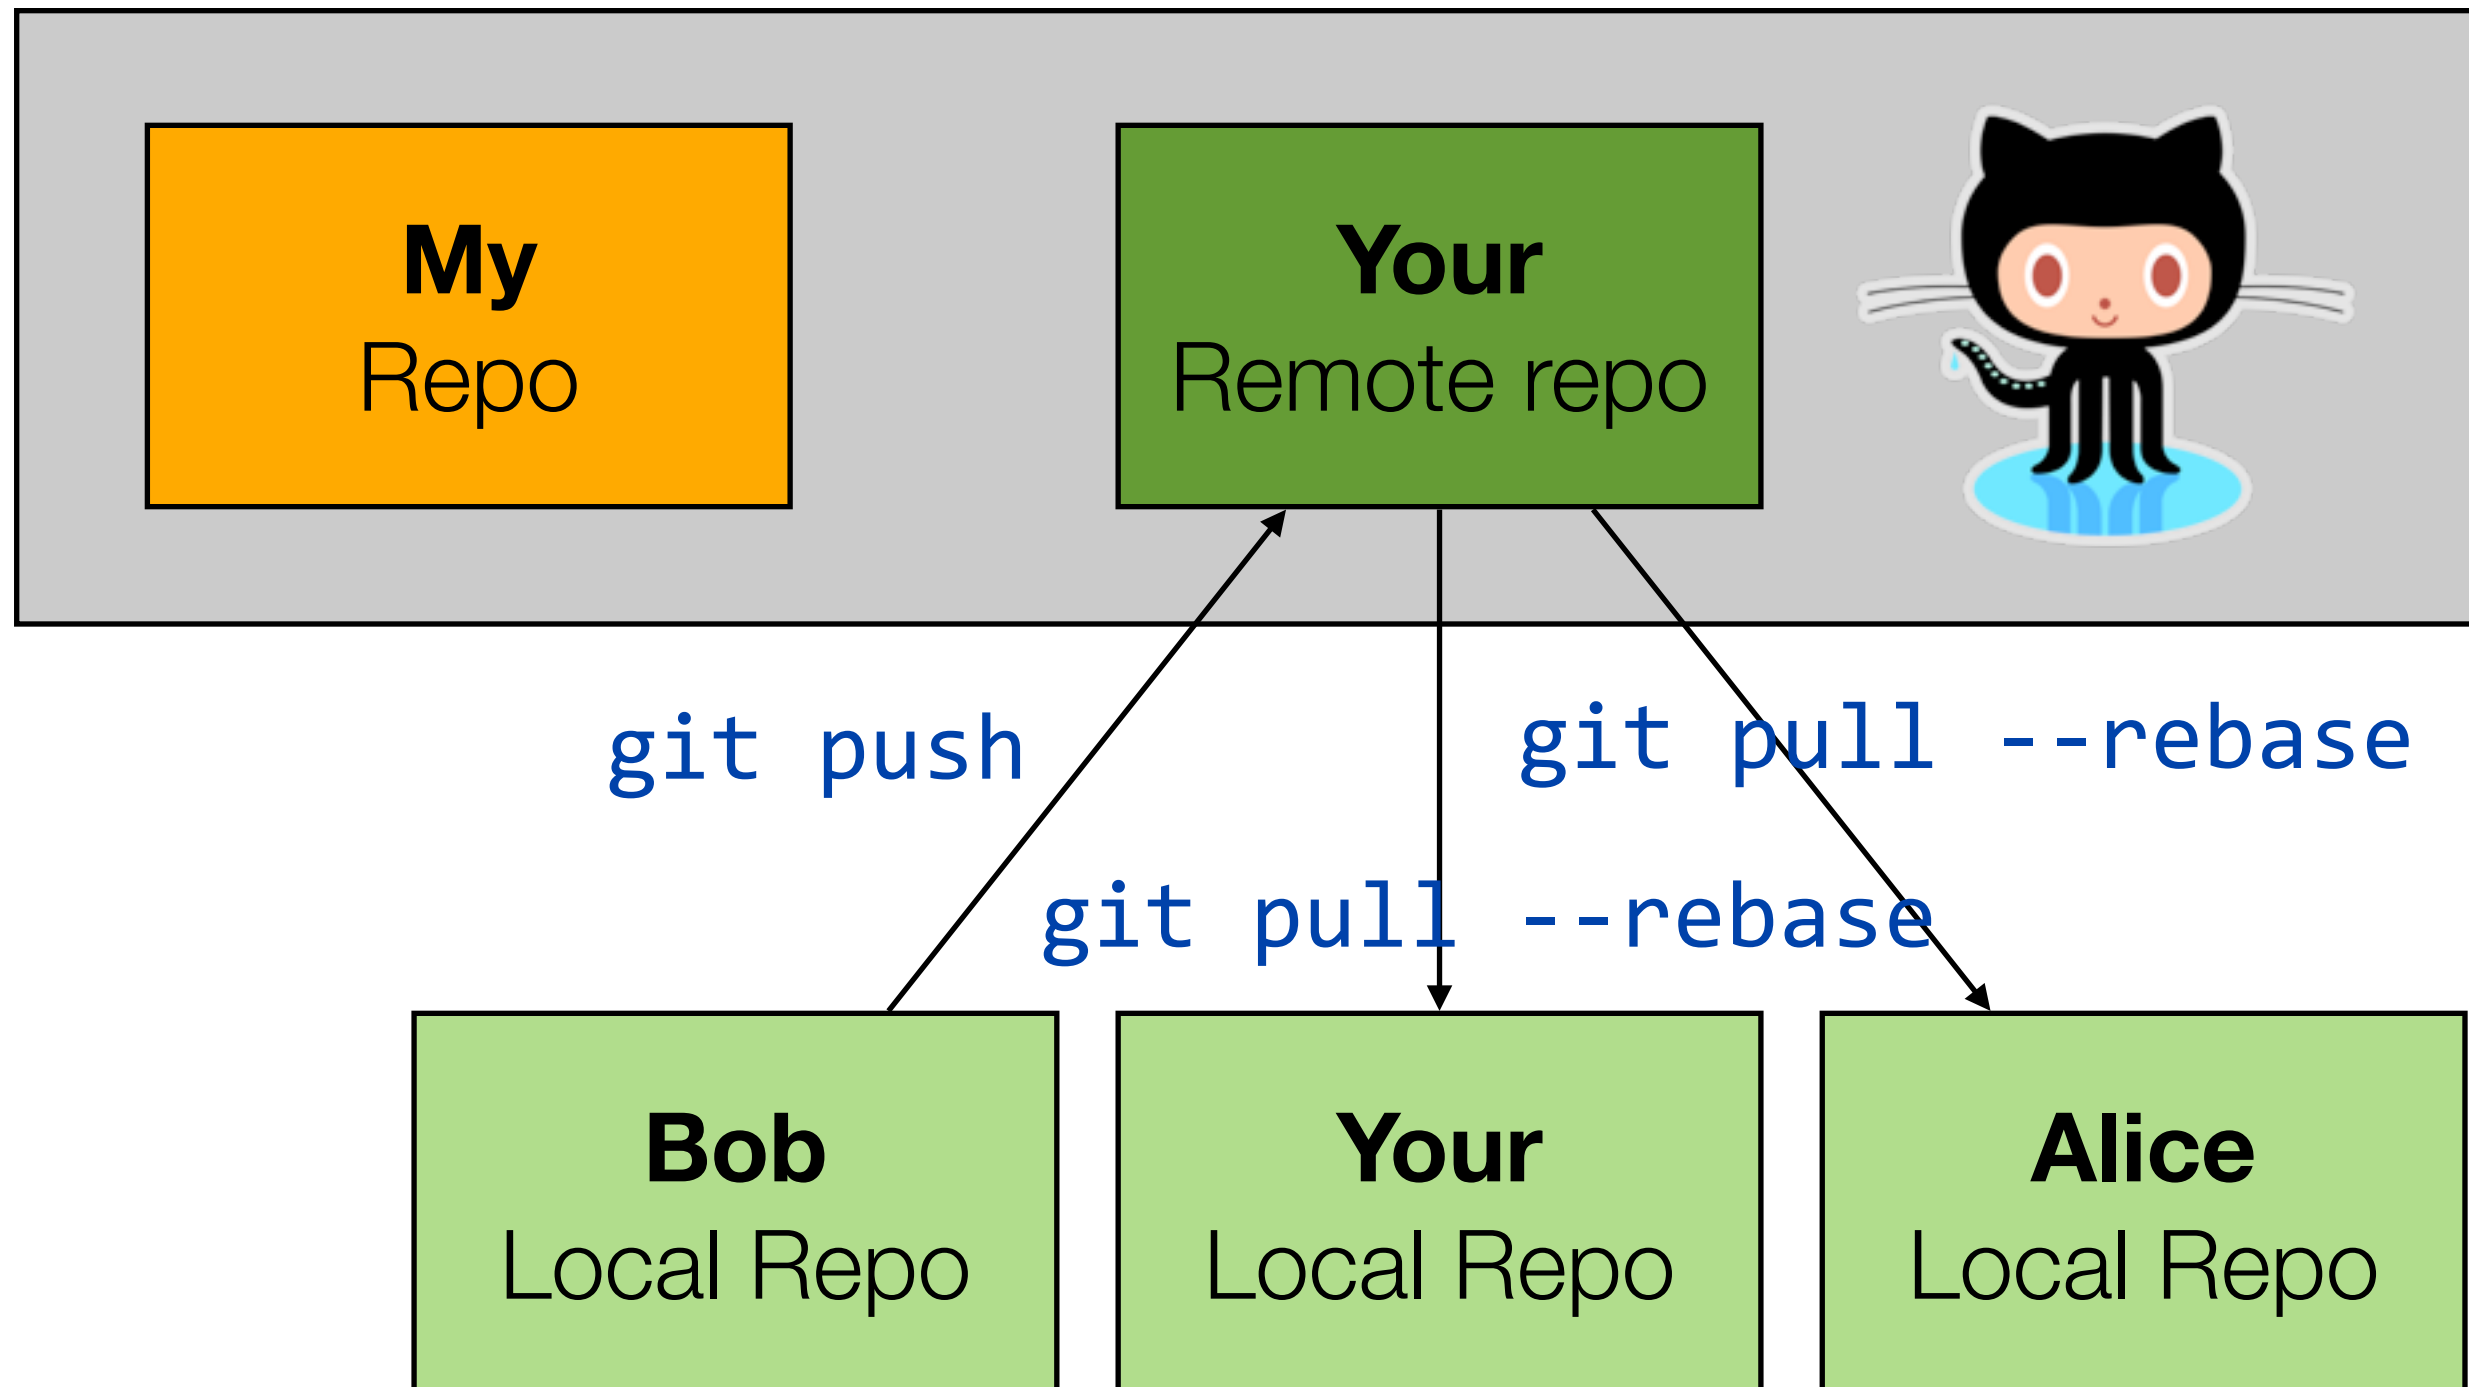 My
Repo
Your
Remote repo
git push
git pull --rebase
git pull --rebase
Bob
Local Repo
Your
Local Repo
Alice
Local Repo